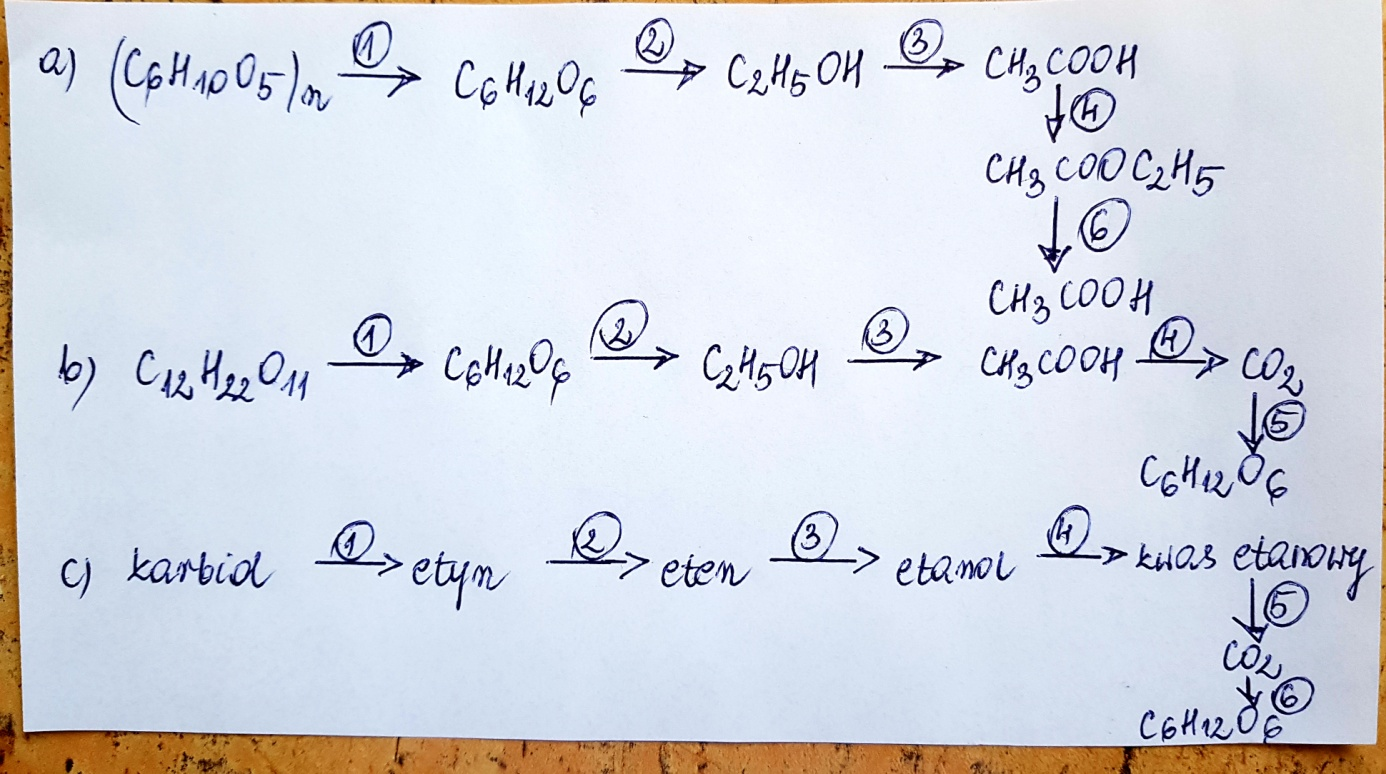 a) (C₆H₁₀O₅)ₙ ①→ C₆H₁₂O₆ ②→ C₂H₅OH ③→ CH₃COOH
↓④
CH₃COOC₂H₅
↓⑥
CH₃COOH
b) C₁₂H₂₂O₁₁ ①→ C₆H₁₂O₆ ②→ C₂H₅OH ③→ CH₃COOH ④→ CO₂
↓⑤
C₆H₁₂O₆
c) karbid ①→ etyn ②→ eten ③→ etanol ④→ kwas etanowy
↓⑤
CO₂
↓⑥
C₆H₁₂O₆